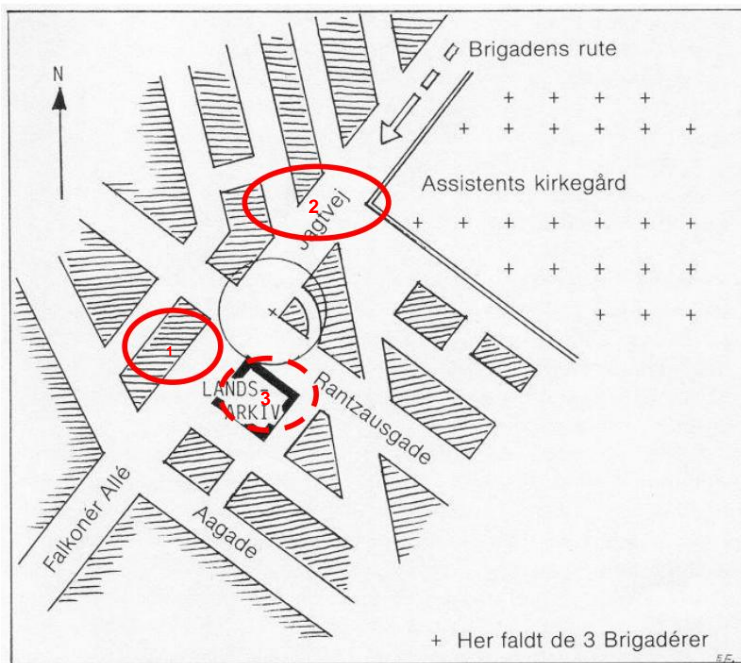 Brigadens rute
N
Assistents kirkegård
2
Jagtvej
1
LANDS-
ARKIV
3
Rantzausgade
Falkonér Allé
Aagade
+ Her faldt de 3 Brigadérer
E.F.